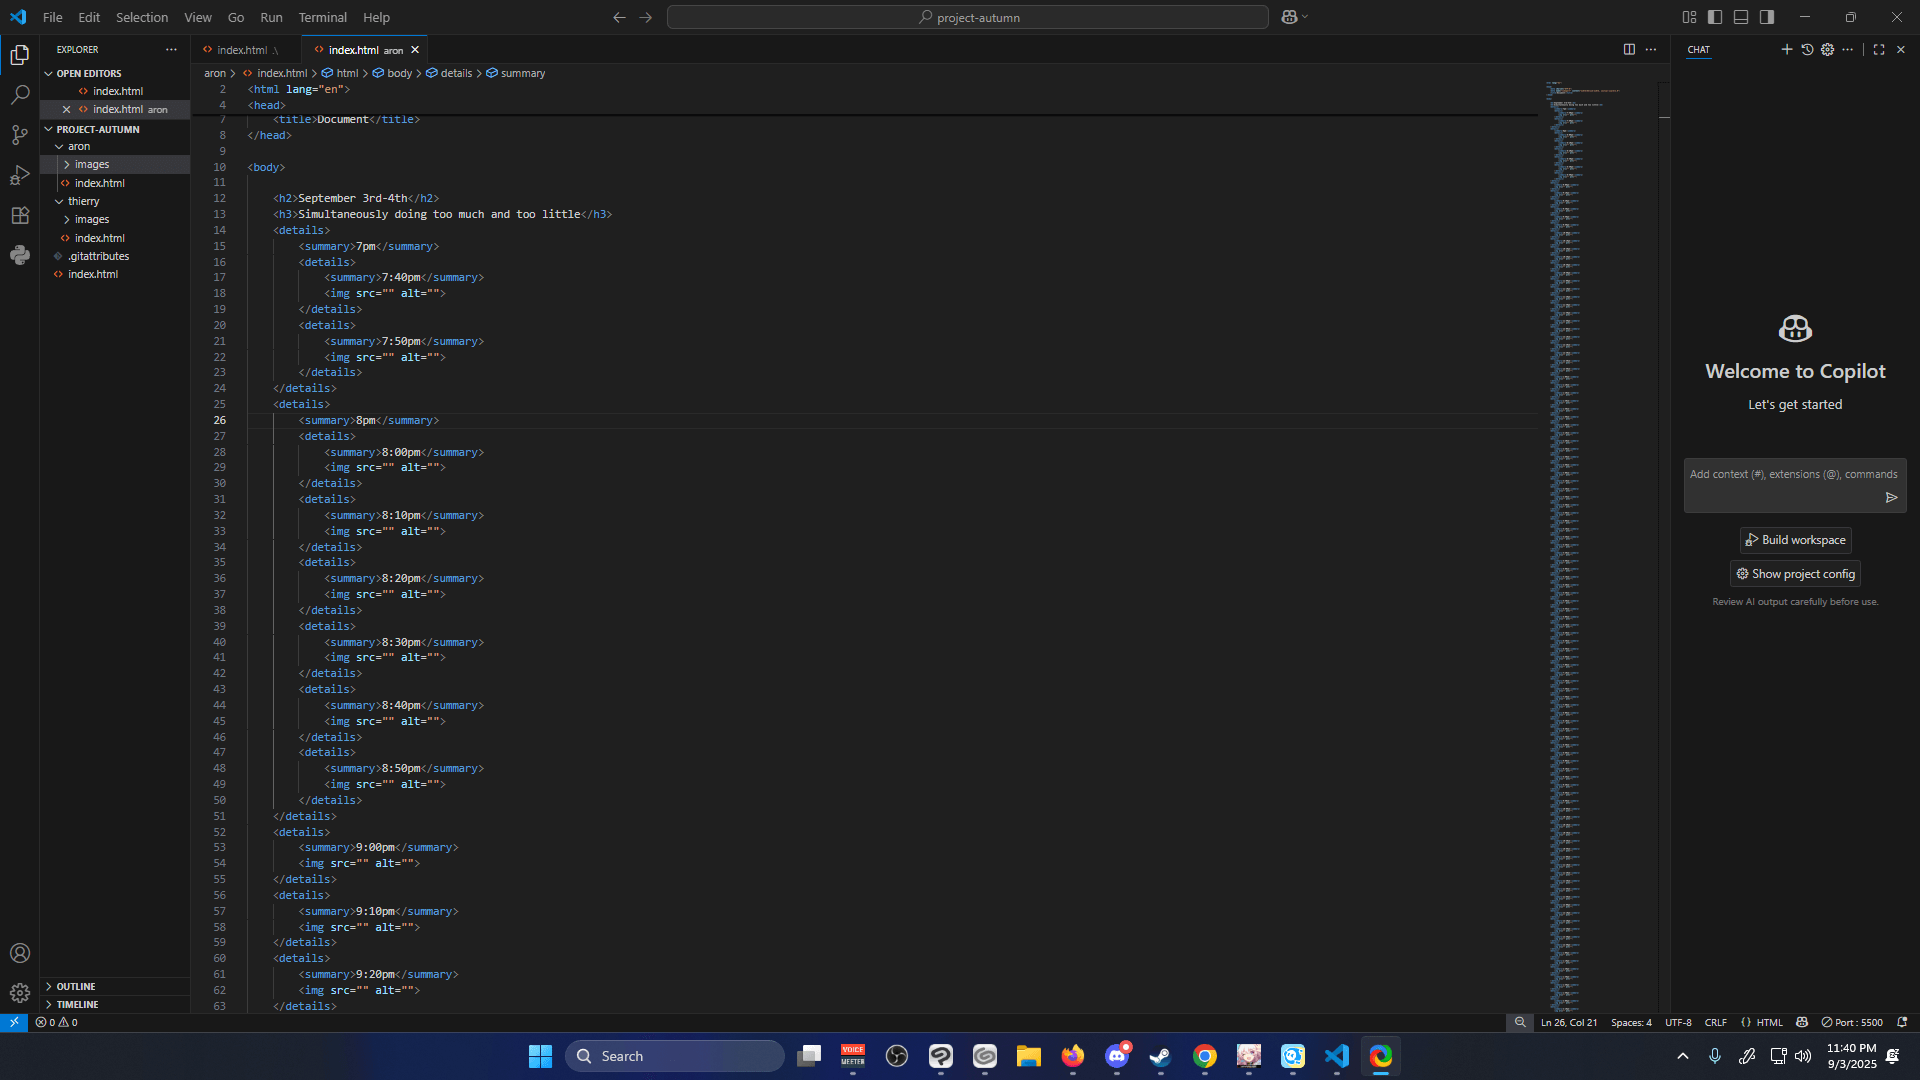 File Edit Selection View Go Run Terminal Help
project-autumn
EXPLORER
OPEN EDITORS
index.html
index.html aron
PROJECT-AUTUMN
aron
images
index.html
thierry
images
index.html
.gitattributes
index.html
OUTLINE
TIMELINE
index.html .\
index.html aron
aron > index.html > html > body > details > summary
2 <html lang="en">
4 <head>
7 <title>Document</title>
8 </head>
9
10 <body>
11
12 <h2>September 3rd-4th</h2>
13 <h3>Simultaneously doing too much and too little</h3>
14 <details>
15 <summary>7pm</summary>
16 <details>
17 <summary>7:40pm</summary>
18 <img src="" alt="">
19 </details>
20 <details>
21 <summary>7:50pm</summary>
22 <img src="" alt="">
23 </details>
24 </details>
25 <details>
26 <summary>8pm</summary>
27 <details>
28 <summary>8:00pm</summary>
29 <img src="" alt="">
30 </details>
31 <details>
32 <summary>8:10pm</summary>
33 <img src="" alt="">
34 </details>
35 <details>
36 <summary>8:20pm</summary>
37 <img src="" alt="">
38 </details>
39 <details>
40 <summary>8:30pm</summary>
41 <img src="" alt="">
42 </details>
43 <details>
44 <summary>8:40pm</summary>
45 <img src="" alt="">
46 </details>
47 <details>
48 <summary>8:50pm</summary>
49 <img src="" alt="">
50 </details>
51 </details>
52 <details>
53 <summary>9:00pm</summary>
54 <img src="" alt="">
55 </details>
56 <details>
57 <summary>9:10pm</summary>
58 <img src="" alt="">
59 </details>
60 <details>
61 <summary>9:20pm</summary>
62 <img src="" alt="">
63 </details>
CHAT
Welcome to Copilot
Let's get started
Add context (#), extensions (@), commands
Build workspace
Show project config
Review AI output carefully before use.
0 0
Ln 26, Col 21 Spaces: 4 UTF-8 CRLF {} HTML Port : 5500
Search
VOICE
MEETER
11:40 PM
9/3/2025